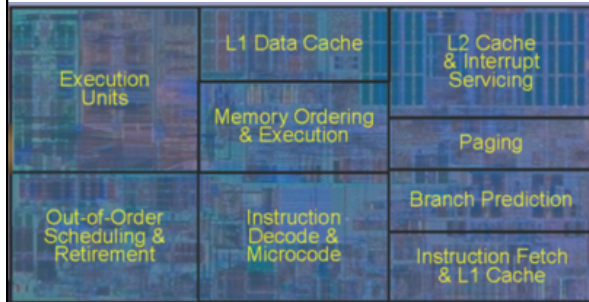 Execution
Units
L1 Data Cache
L2 Cache
& Interrupt
Servicing
Memory Ordering
& Execution
Paging
Out-of-Order
Scheduling &
Retirement
Instruction
Decode &
Microcode
Branch Prediction
Instruction Fetch
& L1 Cache